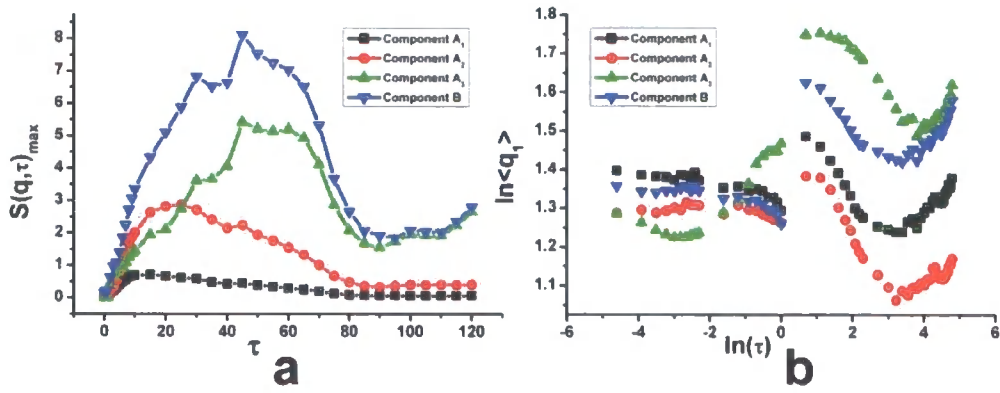 S(q,τ)max
8
7
6
5
4
3
2
1
0
Component A1
Component A2
Component A3
Component B
0 20 40 60 80 100 120
τ
a
ln<q1>
1.8
1.7
1.6
1.5
1.4
1.3
1.2
1.1
Component A1
Component A2
Component A3
Component B
-6 -4 -2 0 2 4 6
ln(τ)
b